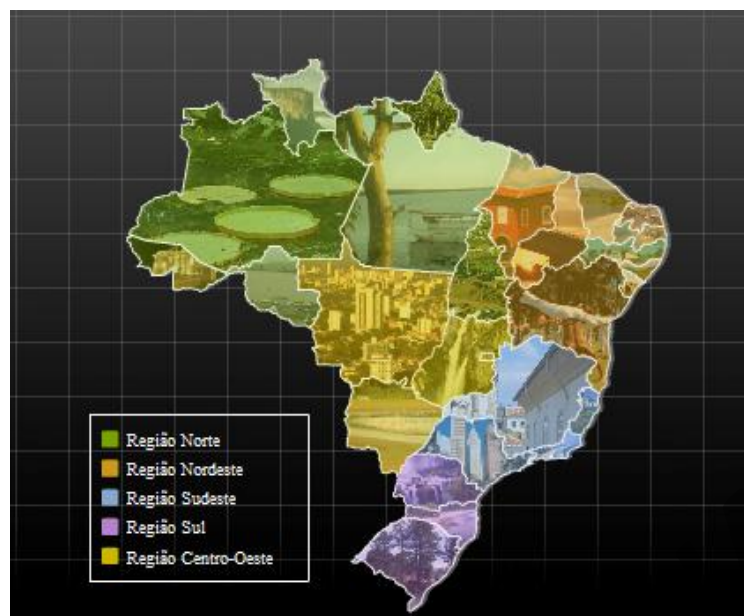 Região Norte
Região Nordeste
Região Sudeste
Região Sul
Região Centro-Oeste